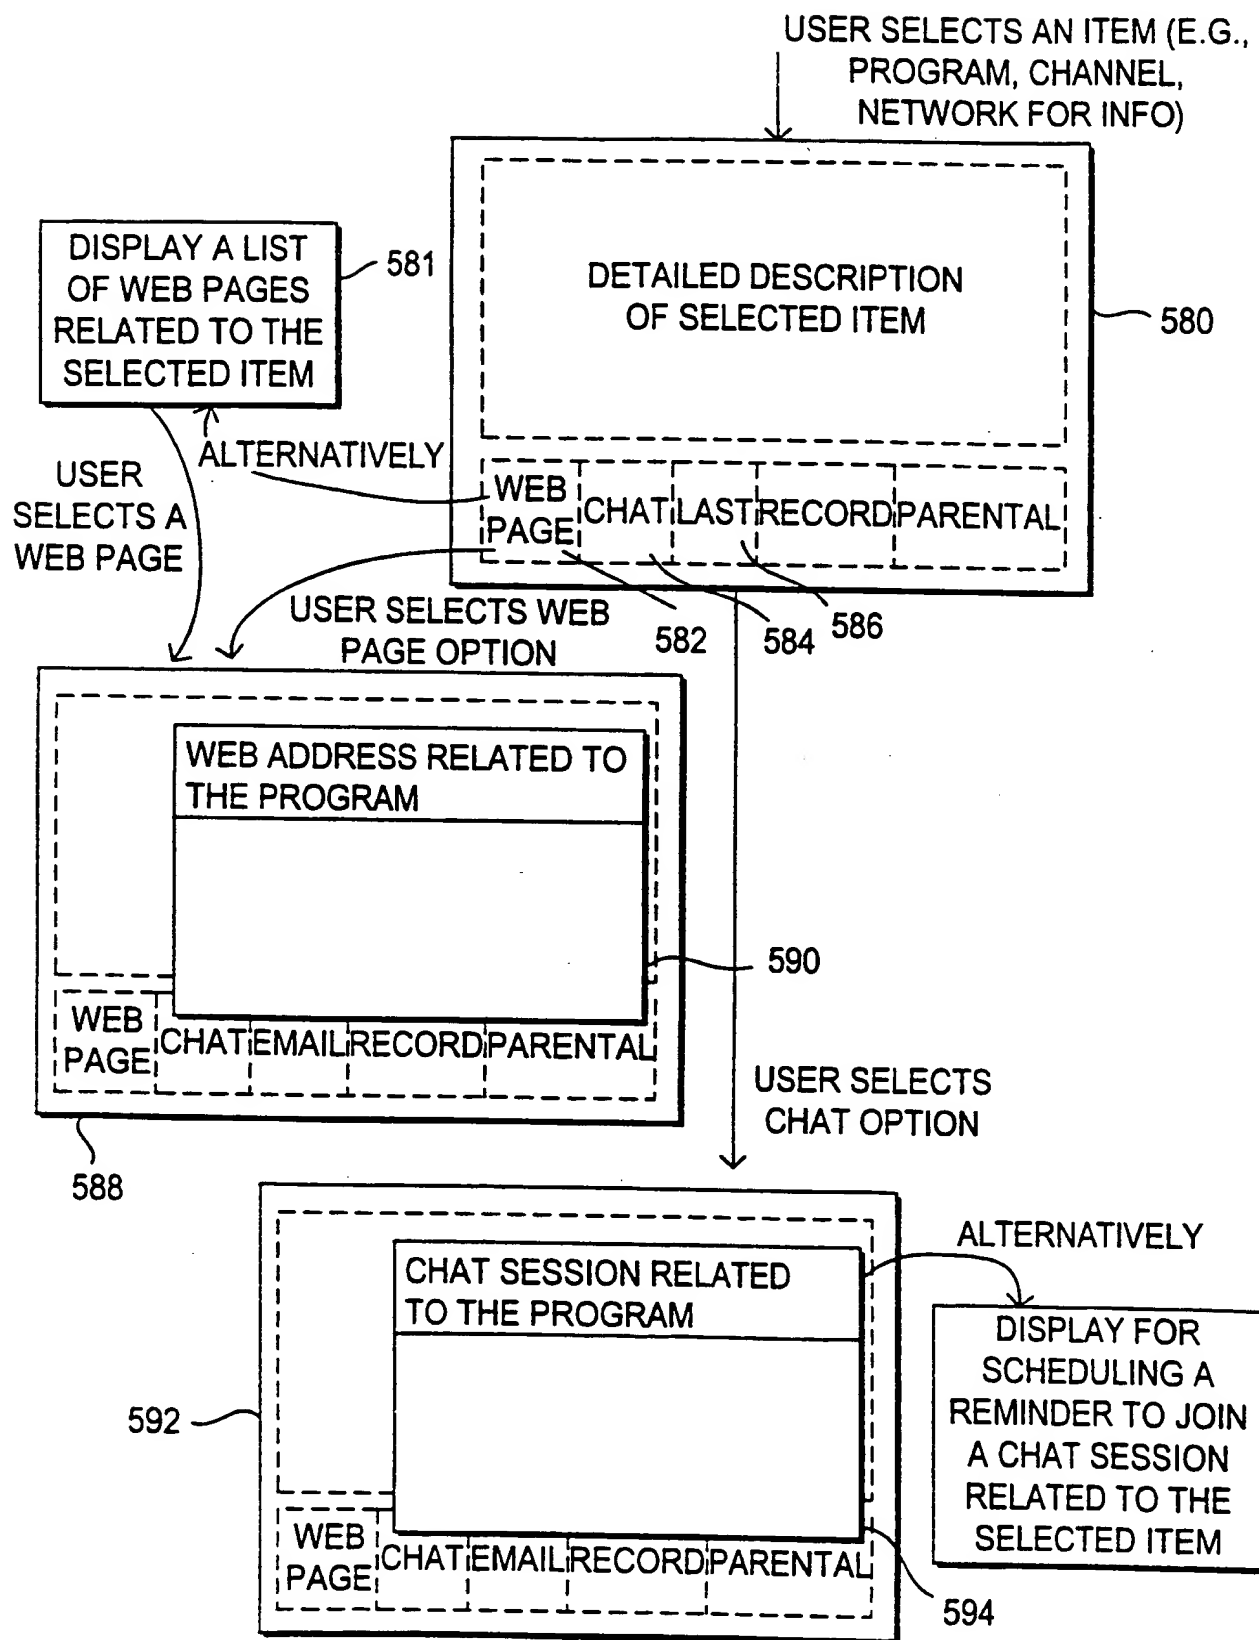 USER SELECTS AN ITEM (E.G.,
PROGRAM, CHANNEL,
NETWORK FOR INFO)
DISPLAY A LIST
OF WEB PAGES
RELATED TO THE
SELECTED ITEM
581
DETAILED DESCRIPTION
OF SELECTED ITEM
580
ALTERNATIVELY
USER
SELECTS A
WEB PAGE
WEB
PAGE
CHAT
LAST
RECORD
PARENTAL
USER SELECTS WEB
PAGE OPTION
582
584
586
WEB ADDRESS RELATED TO
THE PROGRAM
590
WEB
PAGE
CHAT
EMAIL
RECORD
PARENTAL
588
USER SELECTS
CHAT OPTION
CHAT SESSION RELATED
TO THE PROGRAM
ALTERNATIVELY
DISPLAY FOR
SCHEDULING A
REMINDER TO JOIN
A CHAT SESSION
RELATED TO THE
SELECTED ITEM
592
WEB
PAGE
CHAT
EMAIL
RECORD
PARENTAL
594